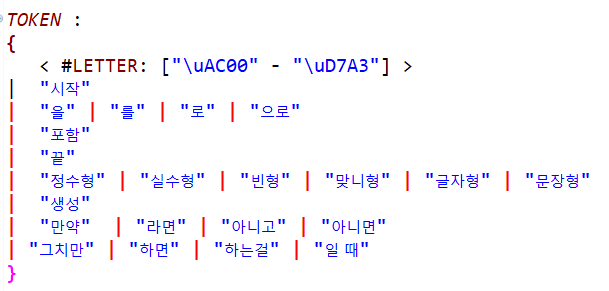 TOKEN :
{
< #LETTER: ["\uAC00" - "\uD7A3"] >
| "시작"
| "을" | "를" | "로" | "으로"
| "포함"
| "끝"
| "정수형" | "실수형" | "빈형" | "맞니형" | "글자형" | "문장형"
| "생성"
| "만약" | "라면" | "아니고" | "아니면"
| "그치만" | "하면" | "하는걸" | "일 때"
}